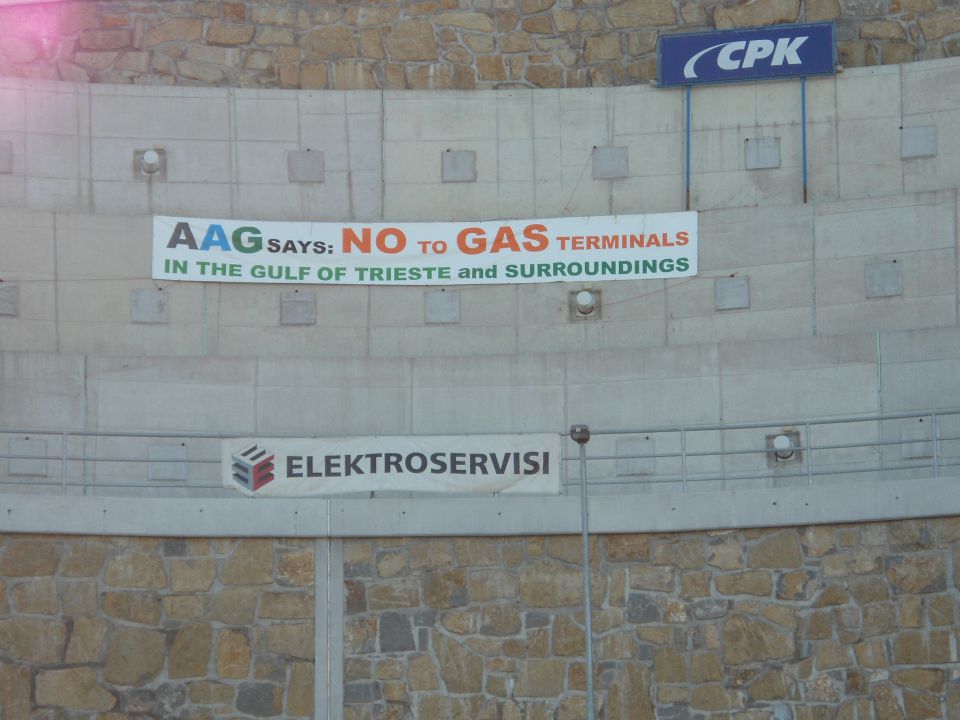 CPK
AAG SAYS: NO TO GAS TERMINALS
IN THE GULF OF TRIESTE and SURROUNDINGS
ELEKTROSERVISI